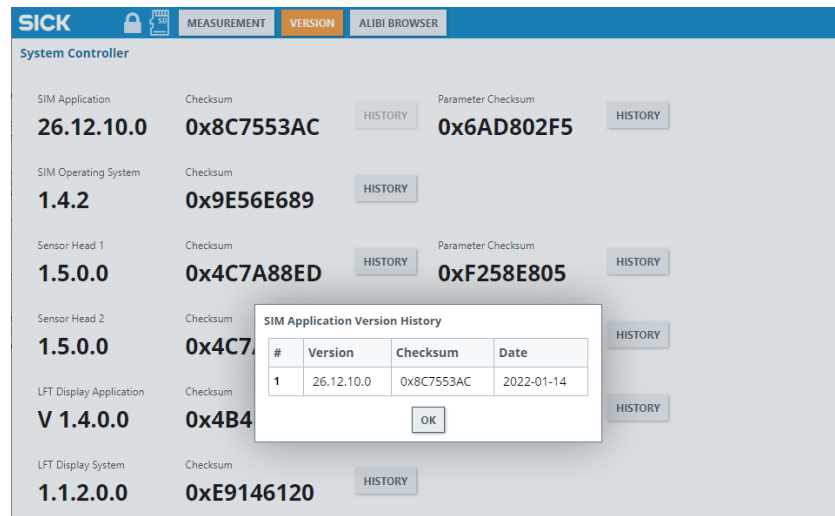 SICK SD MEASUREMENT VERSION ALIBI BROWSER
System Controller
SIM Application Checksum Parameter Checksum
26.12.10.0 0x8C7553AC HISTORY 0x6AD802F5 HISTORY
SIM Operating System Checksum
1.4.2 0x9E56E689 HISTORY
Sensor Head 1 Checksum Parameter Checksum
1.5.0.0 0x4C7A88ED HISTORY 0xF258E805 HISTORY
Sensor Head 2 Checksum
1.5.0.0 0x4C7 HISTORY
SIM Application Version History
# Version Checksum Date
1 26.12.10.0 0x8C7553AC 2022-01-14
OK
LFT Display Application Checksum
V 1.4.0.0 0x4B4 HISTORY
LFT Display System Checksum
1.1.2.0.0 0xE9146120 HISTORY